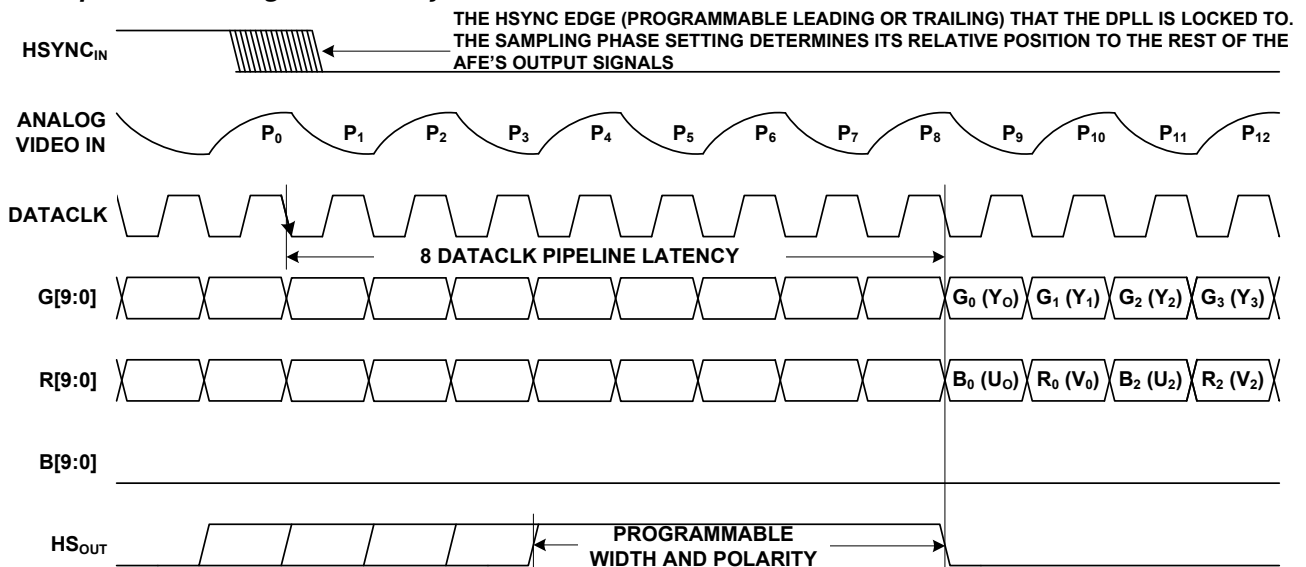 THE HSYNC EDGE (PROGRAMMABLE LEADING OR TRAILING) THAT THE DPLL IS LOCKED TO.
THE SAMPLING PHASE SETTING DETERMINES ITS RELATIVE POSITION TO THE REST OF THE
AFE'S OUTPUT SIGNALS
HSYNCIN
ANALOG
VIDEO IN
P0 P1 P2 P3 P4 P5 P6 P7 P8 P9 P10 P11 P12
DATACLK
8 DATACLK PIPELINE LATENCY
G[9:0]
G0 (YO) G1 (Y1) G2 (Y2) G3 (Y3)
R[9:0]
B0 (UO) R0 (V0) B2 (U2) R2 (V2)
B[9:0]
HSOUT
PROGRAMMABLE
WIDTH AND POLARITY